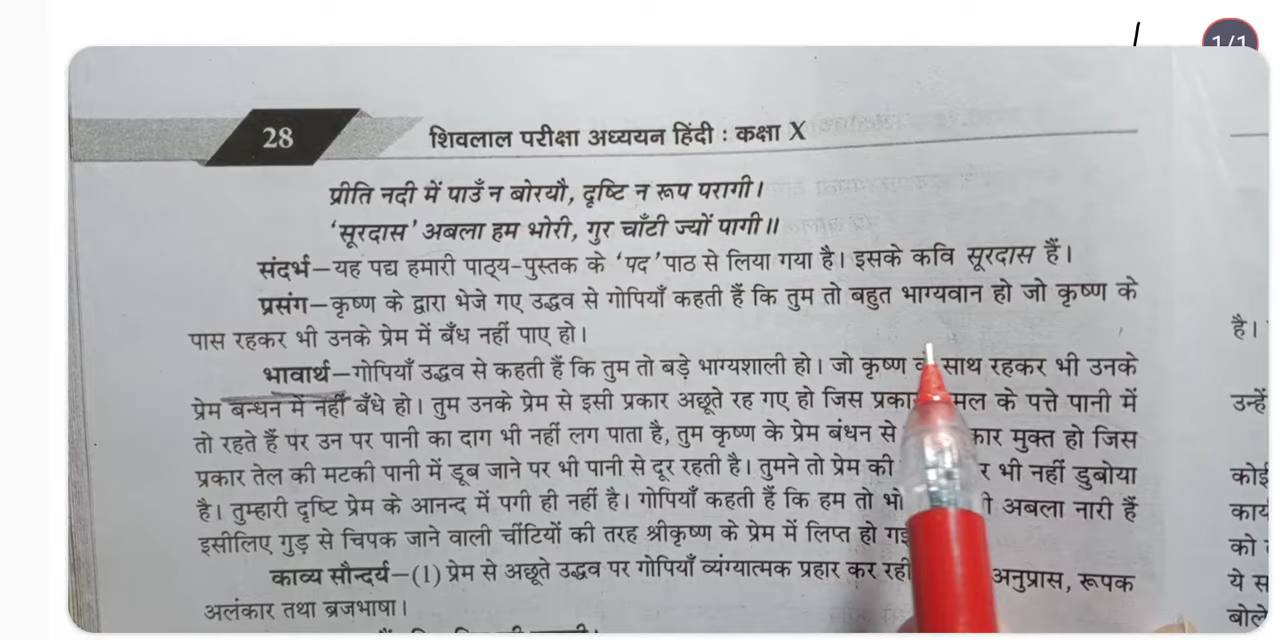 1/1
28
शिवलाल परीक्षा अध्ययन हिंदी : कक्षा X
प्रीति नदी में पाउँ न बोरयौ, दृष्टि न रूप परागी।
‘सूरदास’ अबला हम भोरी, गुर चाँटी ज्यों पागी॥
संदर्भ–यह पद्य हमारी पाठ्य-पुस्तक के ‘पद’ पाठ से लिया गया है। इसके कवि सूरदास हैं।
प्रसंग–कृष्ण के द्वारा भेजे गए उद्धव से गोपियाँ कहती हैं कि तुम तो बहुत भाग्यवान हो जो कृष्ण के
पास रहकर भी उनके प्रेम में बँध नहीं पाए हो।
भावार्थ–गोपियाँ उद्धव से कहती हैं कि तुम तो बड़े भाग्यशाली हो। जो कृष्ण साथ रहकर भी उनके
प्रेम बन्धन में नहीं बँधे हो। तुम उनके प्रेम से इसी प्रकार अछूते रह गए हो जिस के पत्ते पानी में
तो रहते हैं पर उन पर पानी का दाग भी नहीं लग पाता है, तुम कृष्ण के प्रेम बंधन से मुक्त हो जिस
प्रकार तेल की मटकी पानी में डूब जाने पर भी पानी से दूर रहती है। तुमने तो प्रेम की भी नहीं डुबोया
है। तुम्हारी दृष्टि प्रेम के आनन्द में पगी ही नहीं है। गोपियाँ कहती हैं कि हम तो अबला नारी हैं
इसीलिए गुड़ से चिपक जाने वाली चींटियों की तरह श्रीकृष्ण के प्रेम में लिप्त हो
काव्य सौन्दर्य–(1) प्रेम से अछूते उद्धव पर गोपियाँ व्यंग्यात्मक प्रहार कर रही अनुप्रास, रूपक
अलंकार तथा ब्रजभाषा।
है।
उन्हें
कोई
को
बोले